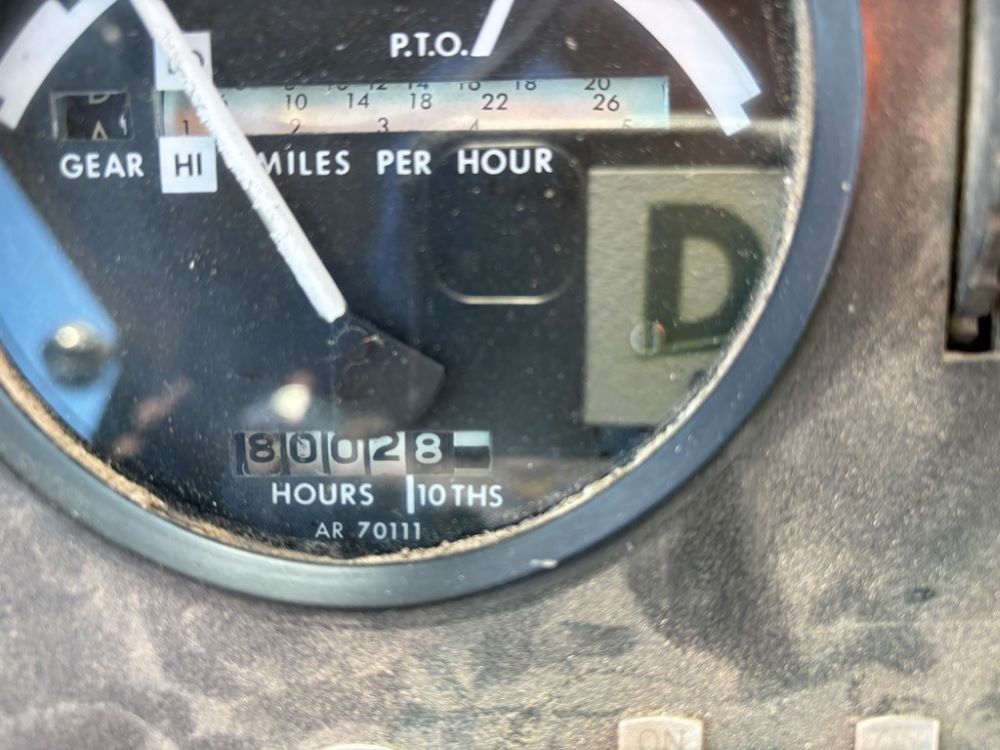 P.T.O.
10 14 18 22 26
1 2 3 4 5
GEAR HI MILES PER HOUR
D
80028
HOURS 10THS
AR 70111
ON